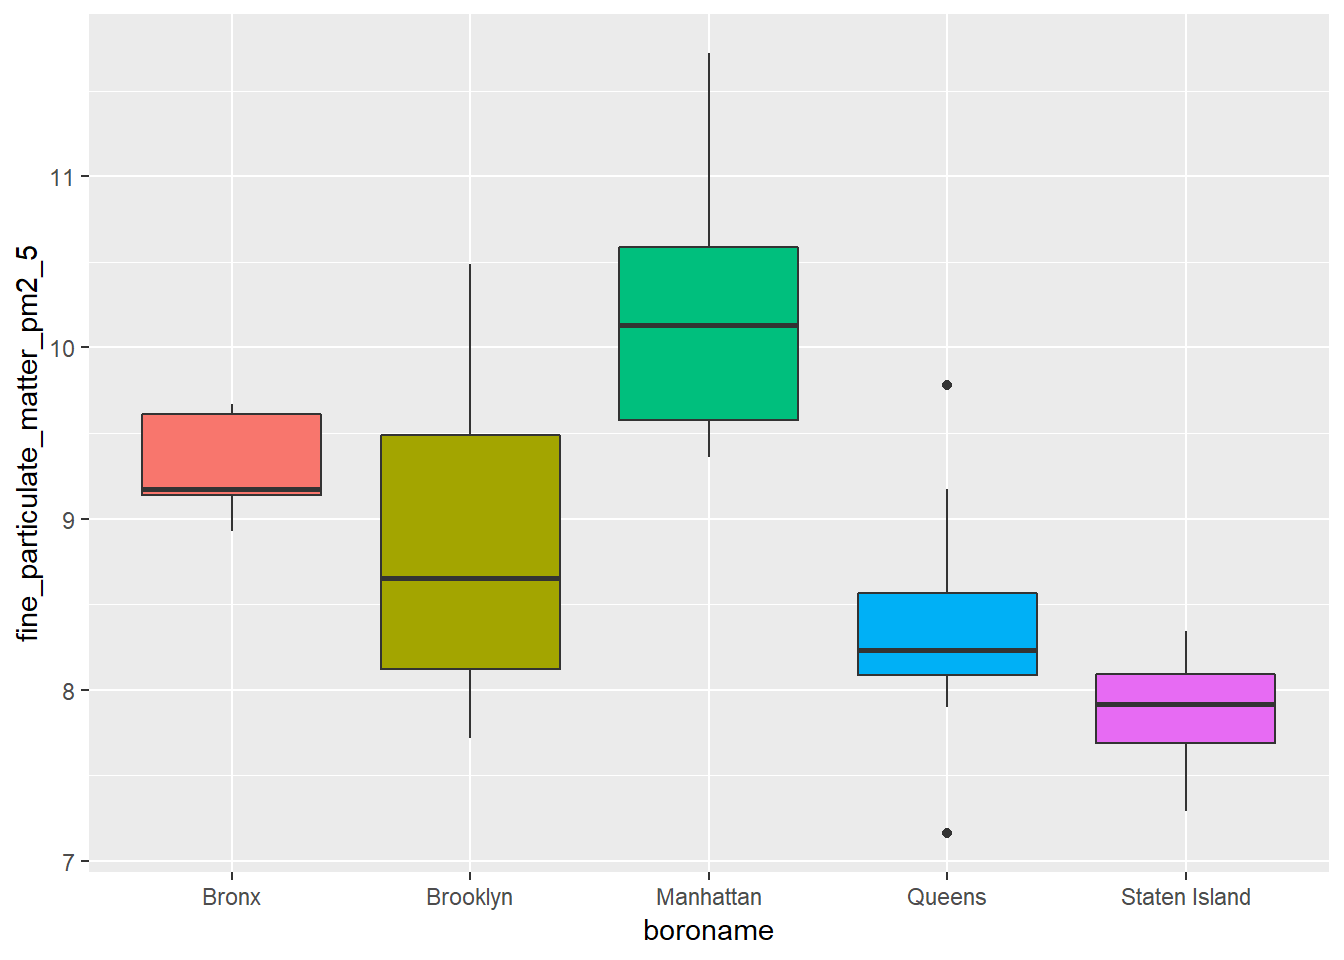 fine_particulate_matter_pm2_5
11
10
9
8
7
Bronx Brooklyn Manhattan Queens Staten Island
boroname